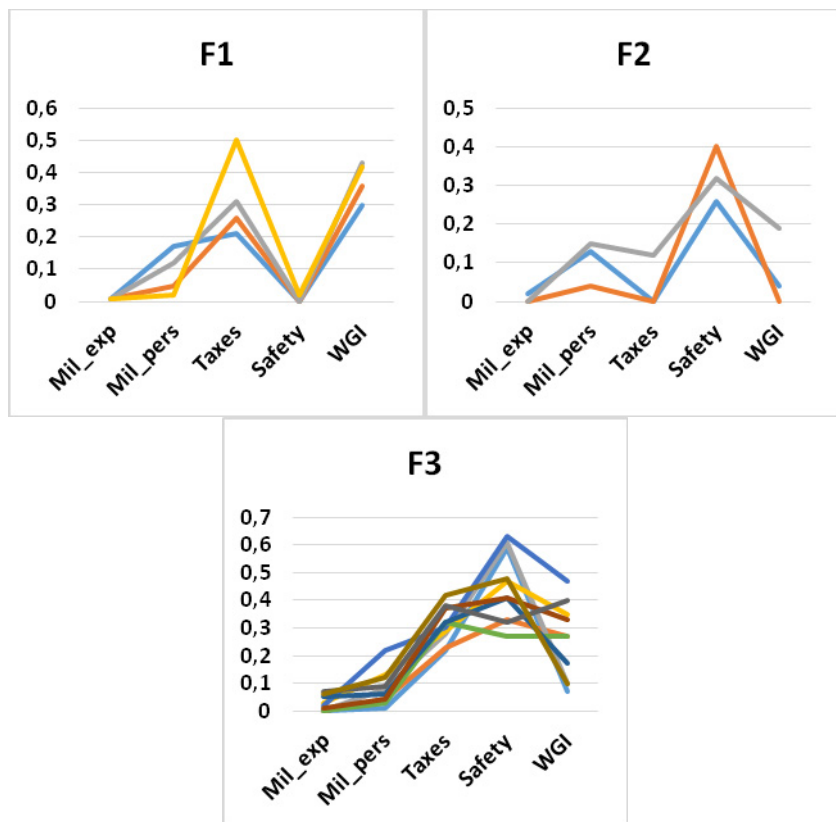 F1
0,6
0,5
0,4
0,3
0,2
0,1
0
Mil_exp
Mil_pers
Taxes
Safety
WGI
F2
0,5
0,4
0,3
0,2
0,1
0
Mil_exp
Mil_pers
Taxes
Safety
WGI
F3
0,7
0,6
0,5
0,4
0,3
0,2
0,1
0
Mil_exp
Mil_pers
Taxes
Safety
WGI